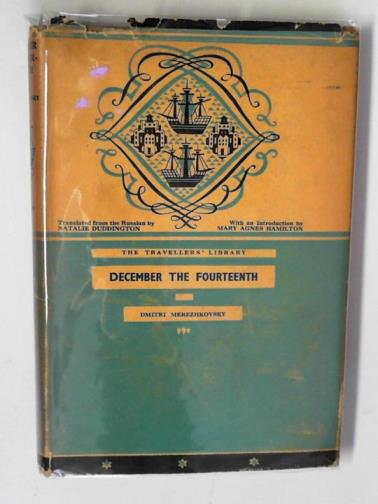 Translated from the Russian by
NATALIE DUDDINGTON
With an Introduction by
MARY AGNES HAMILTON
THE TRAVELLERS' LIBRARY
DECEMBER THE FOURTEENTH
DMITRI MEREZHKOVSKY